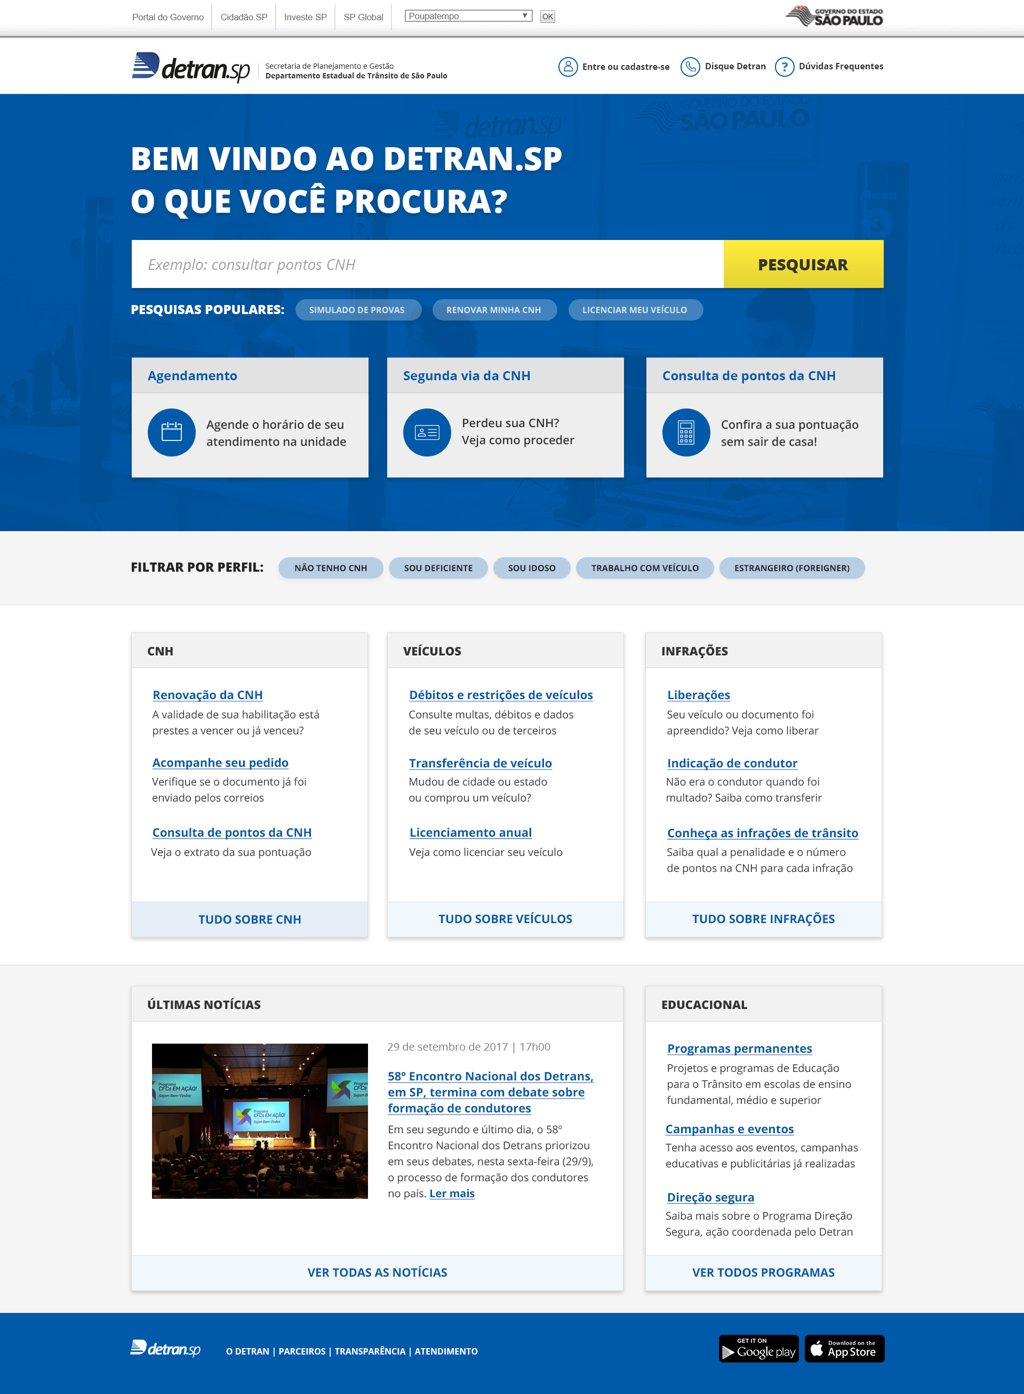 Portal do Governo
Cidadão.SP
Investe SP
SP Global
Poupatempo
OK
GOVERNO DO ESTADO
SÃO PAULO
detran.sp
Secretaria de Planejamento e Gestão
Departamento Estadual de Trânsito de São Paulo
Entre ou cadastre-se
Disque Detran
? Dúvidas Frequentes
BEM VINDO AO DETRAN.SP
O QUE VOCÊ PROCURA?
Exemplo: consultar pontos CNH
PESQUISAR
PESQUISAS POPULARES:
SIMULADO DE PROVAS
RENOVAR MINHA CNH
LICENCIAR MEU VEÍCULO
Agendamento
Agende o horário de seu
atendimento na unidade
Segunda via da CNH
Perdeu sua CNH?
Veja como proceder
Consulta de pontos da CNH
Confira a sua pontuação
sem sair de casa!
FILTRAR POR PERFIL:
NÃO TENHO CNH
SOU DEFICIENTE
SOU IDOSO
TRABALHO COM VEÍCULO
ESTRANGEIRO (FOREIGNER)
CNH
Renovação da CNH
A validade de sua habilitação está
prestes a vencer ou já venceu?
Acompanhe seu pedido
Verifique se o documento já foi
enviado pelos correios
Consulta de pontos da CNH
Veja o extrato da sua pontuação
TUDO SOBRE CNH
VEÍCULOS
Débitos e restrições de veículos
Consulte multas, débitos e dados
de seu veículo ou de terceiros
Transferência de veículo
Mudou de cidade ou estado
ou comprou um veículo?
Licenciamento anual
Veja como licenciar seu veículo
TUDO SOBRE VEÍCULOS
INFRAÇÕES
Liberações
Seu veículo ou documento foi
apreendido? Veja como liberar
Indicação de condutor
Não era o condutor quando foi
multado? Saiba como transferir
Conheça as infrações de trânsito
Saiba qual a penalidade e o número
de pontos na CNH para cada infração
TUDO SOBRE INFRAÇÕES
ÚLTIMAS NOTÍCIAS
29 de setembro de 2017 | 17h00
58º Encontro Nacional dos Detrans,
em SP, termina com debate sobre
formação de condutores
Em seu segundo e último dia, o 58º
Encontro Nacional dos Detrans priorizou
em seus debates, nesta sexta-feira (29/9),
o processo de formação dos condutores
no país. Ler mais
VER TODAS AS NOTÍCIAS
EDUCACIONAL
Programas permanentes
Projetos e programas de Educação
para o Trânsito em escolas de ensino
fundamental, médio e superior
Campanhas e eventos
Tenha acesso aos eventos, campanhas
educativas e publicitárias já realizadas
Direção segura
Saiba mais sobre o Programa Direção
Segura, ação coordenada pelo Detran
VER TODOS PROGRAMAS
detran.sp
O DETRAN | PARCEIROS | TRANSPARÊNCIA | ATENDIMENTO
GET IT ON
Google play
Download on the
App Store